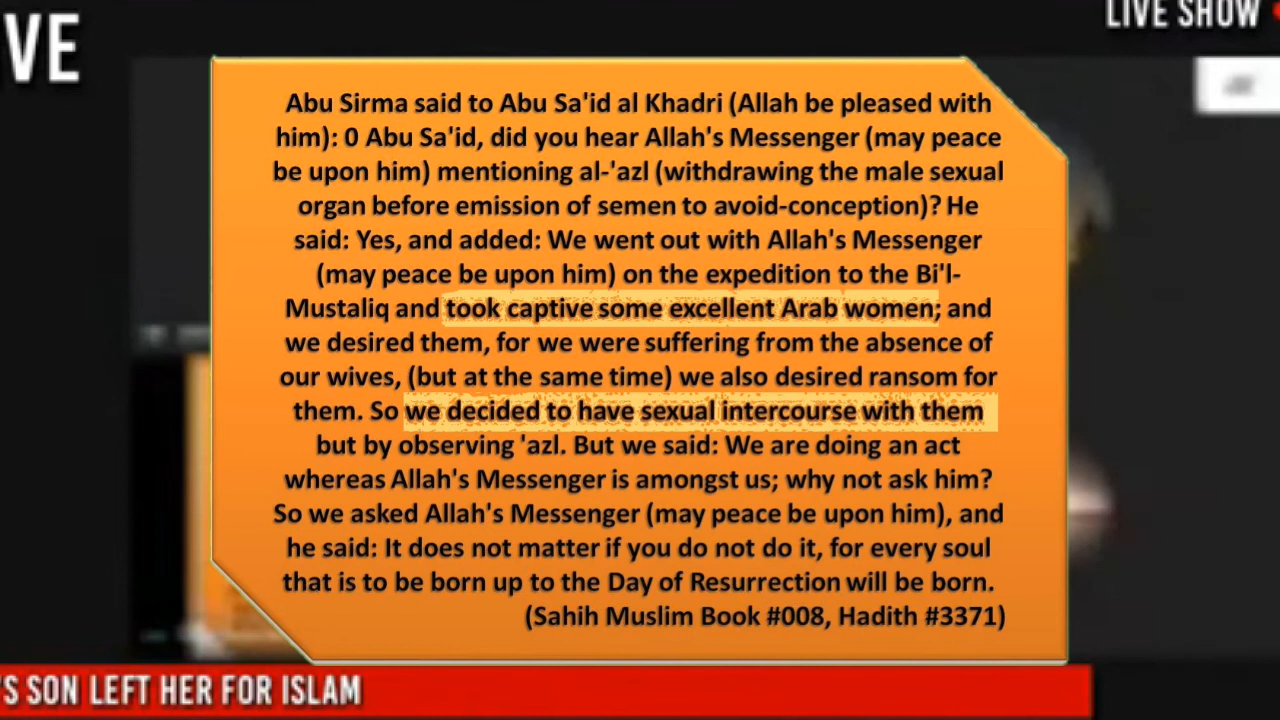 VE
LIVE SHOW
Abu Sirma said to Abu Sa'id al Khadri (Allah be pleased with
him): 0 Abu Sa'id, did you hear Allah's Messenger (may peace
be upon him) mentioning al-'azl (withdrawing the male sexual
organ before emission of semen to avoid-conception)? He
said: Yes, and added: We went out with Allah's Messenger
(may peace be upon him) on the expedition to the Bi'l-
Mustaliq and took captive some excellent Arab women; and
we desired them, for we were suffering from the absence of
our wives, (but at the same time) we also desired ransom for
them. So we decided to have sexual intercourse with them
but by observing 'azl. But we said: We are doing an act
whereas Allah's Messenger is amongst us; why not ask him?
So we asked Allah's Messenger (may peace be upon him), and
he said: It does not matter if you do not do it, for every soul
that is to be born up to the Day of Resurrection will be born.
(Sahih Muslim Book #008, Hadith #3371)
'S SON LEFT HER FOR ISLAM